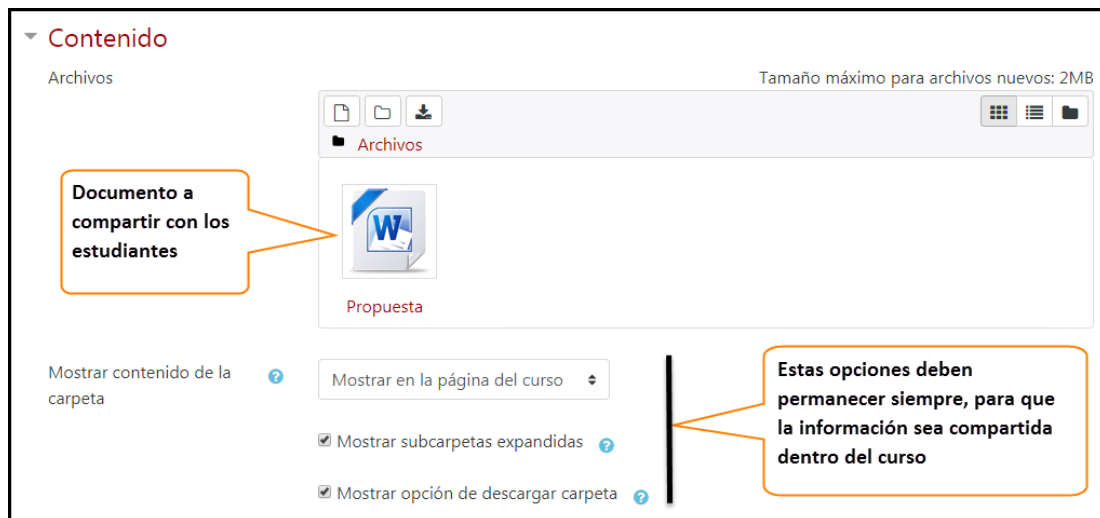 Contenido
Archivos
Tamaño máximo para archivos nuevos: 2MB
Archivos
Documento a
compartir con los
estudiantes
W
Propuesta
Mostrar contenido de la
carpeta
Mostrar en la página del curso
Mostrar subcarpetas expandidas
Mostrar opción de descargar carpeta
Estas opciones deben
permanecer siempre, para que
la información sea compartida
dentro del curso